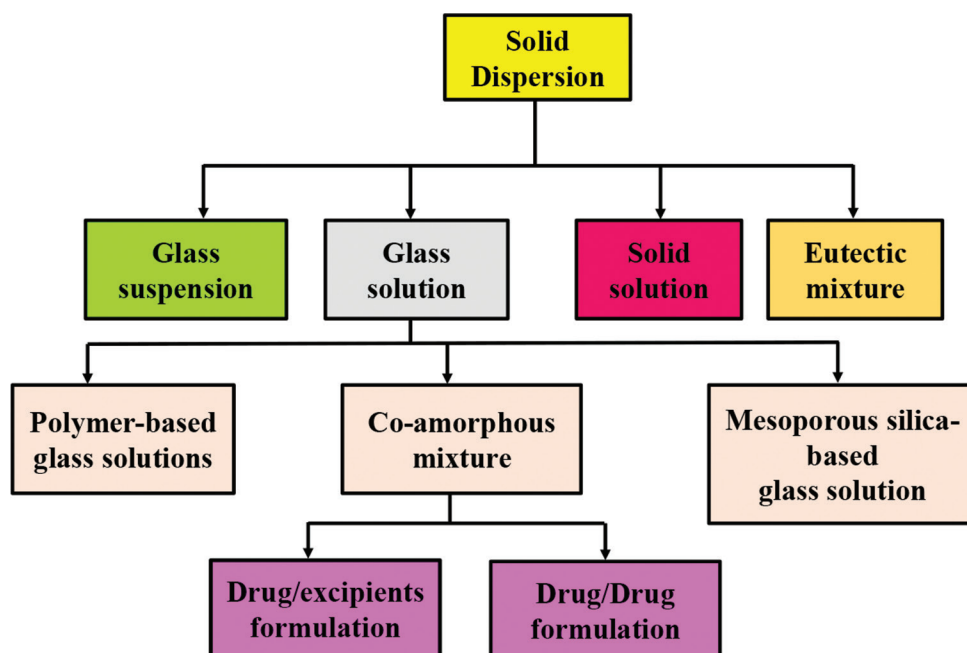 Solid
Dispersion
Glass
suspension
Glass
solution
Solid
solution
Eutectic
mixture
Polymer-based
glass solutions
Co-amorphous
mixture
Mesoporous silica-
based
glass solution
Drug/excipients
formulation
Drug/Drug
formulation